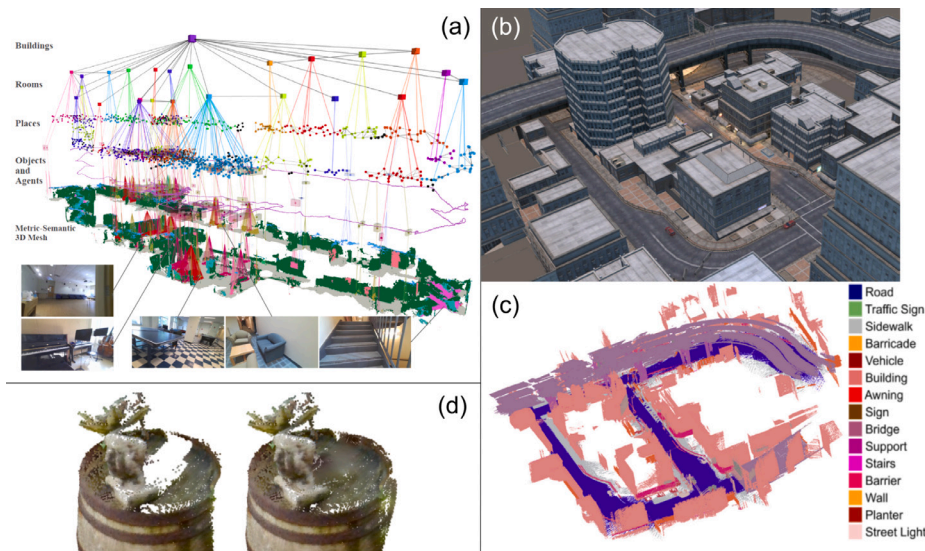 (a)
Buildings
Rooms
Places
Objects
and
Agents
Metric-Semantic
3D Mesh
(b)
(c)
Road
Traffic Sign
Sidewalk
Barricade
Vehicle
Building
Awning
Sign
Bridge
Support
Stairs
Barrier
Wall
Planter
Street Light
(d)